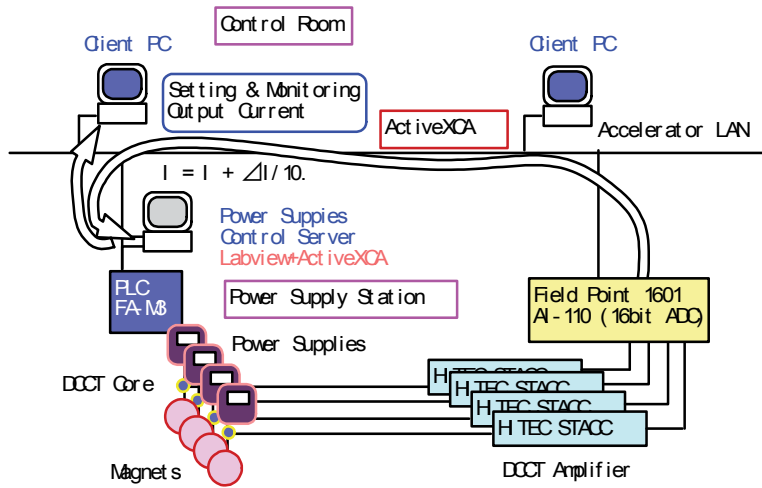 Control Room
Client PC
Client PC
Setting & Monitoring
Output Current
ActiveXCA
Accelerator LAN
I = I + ⊿I/10.
Power Suppies
Control Server
Labview+ActiveXCA
PLC
FA-M3
Power Supply Station
Field Point 1601
AI-110 (16bit ADC)
Power Supplies
DCCT Core
HITEC STACC
HITEC STACC
HITEC STACC
HITEC STACC
Magnets
DCCT Amplifier